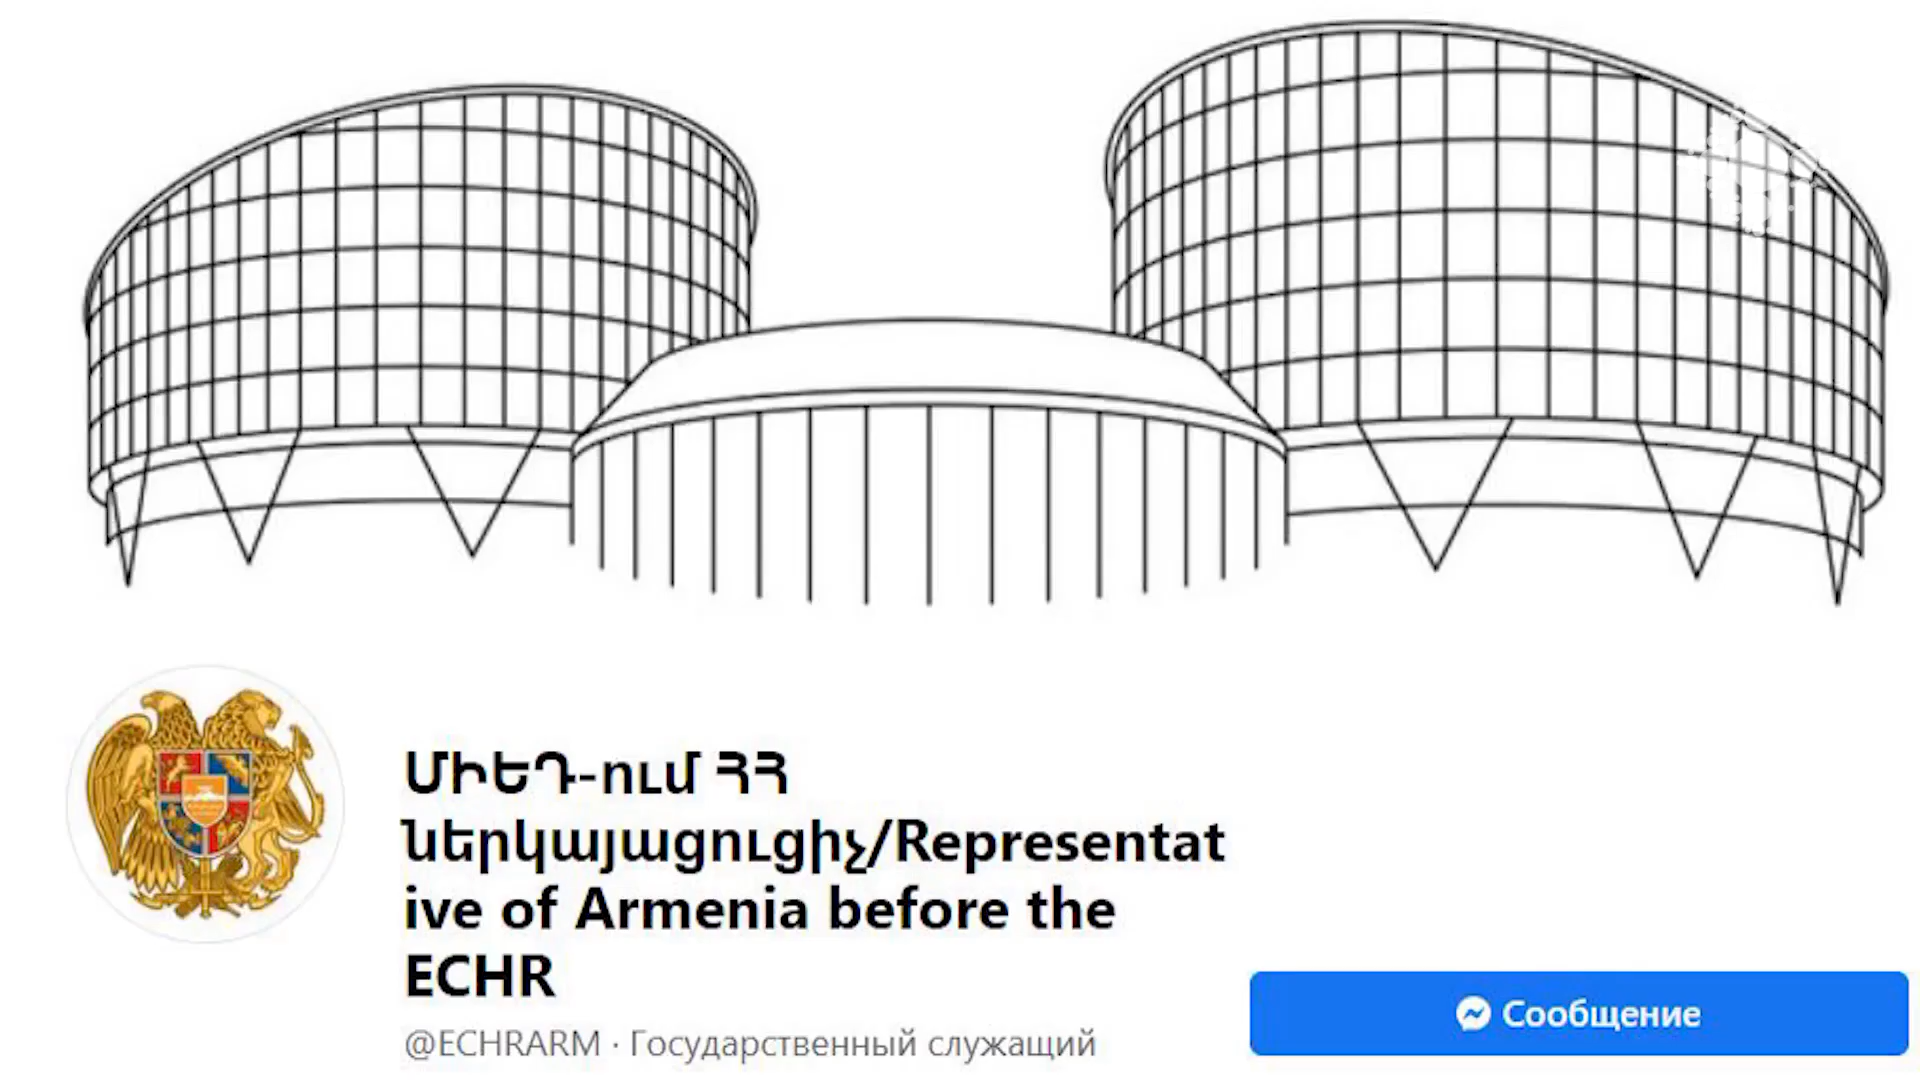 ՄԻԵԴ-ում ՀՀ
ներկայացուցիչ/Representat
ive of Armenia before the
ECHR
@ECHRARM · Государственный служащий
Сообщение